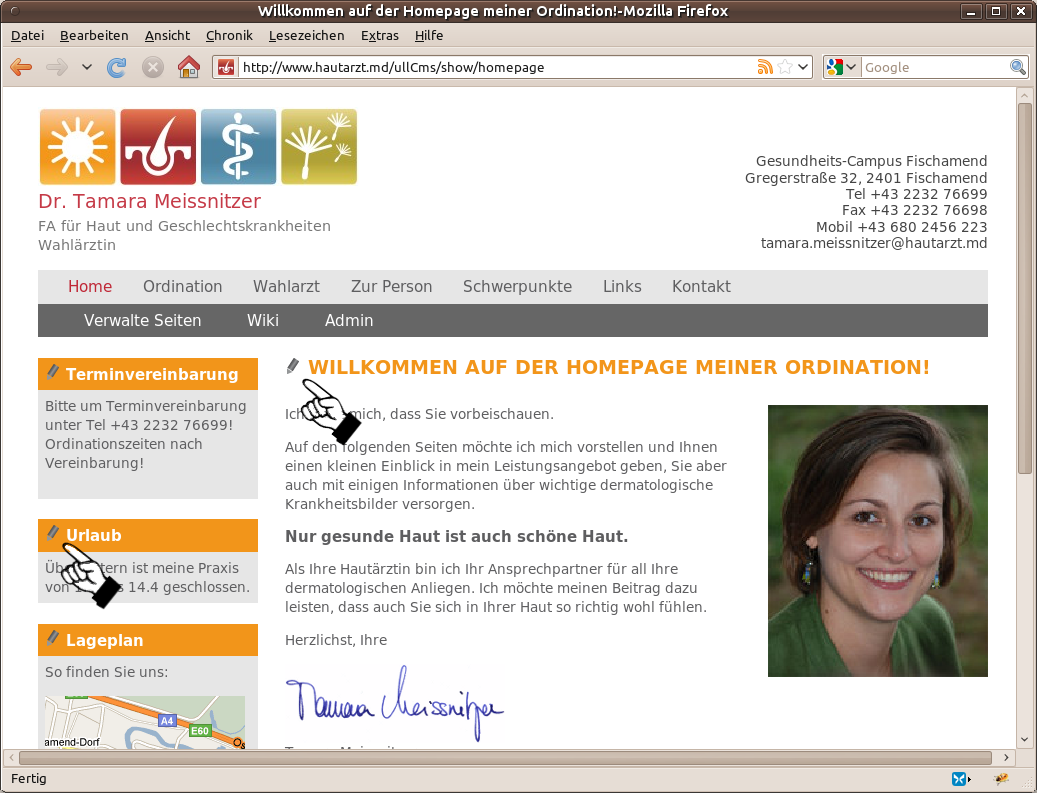 Willkommen auf der Homepage meiner Ordination!-Mozilla Firefox
Datei Bearbeiten Ansicht Chronik Lesezeichen Extras Hilfe
http://www.hautarzt.md/ullCms/show/homepage
Google
Dr. Tamara Meissnitzer
FA für Haut und Geschlechtskrankheiten
Wahlärztin
Gesundheits-Campus Fischamend
Gregerstraße 32, 2401 Fischamend
Tel +43 2232 76699
Fax +43 2232 76698
Mobil +43 680 2456 223
tamara.meissnitzer@hautarzt.md
Home Ordination Wahlarzt Zur Person Schwerpunkte Links Kontakt
Verwalte Seiten Wiki Admin
Terminvereinbarung
Bitte um Terminvereinbarung
unter Tel +43 2232 76699!
Ordinationszeiten nach
Vereinbarung!
Urlaub
ist meine Praxis
von 14.4 geschlossen.
Lageplan
So finden Sie uns:
A4
E60
amend-Dorf
WILLKOMMEN AUF DER HOMEPAGE MEINER ORDINATION!
Ich mich, dass Sie vorbeischauen.
Auf den folgenden Seiten möchte ich mich vorstellen und Ihnen
einen kleinen Einblick in mein Leistungsangebot geben, Sie aber
auch mit einigen Informationen über wichtige dermatologische
Krankheitsbilder versorgen.
Nur gesunde Haut ist auch schöne Haut.
Als Ihre Hautärztin bin ich Ihr Ansprechpartner für all Ihre
dermatologischen Anliegen. Ich möchte meinen Beitrag dazu
leisten, dass auch Sie sich in Ihrer Haut so richtig wohl fühlen.
Herzlichst, Ihre
Tamara Meissnitzer
Fertig